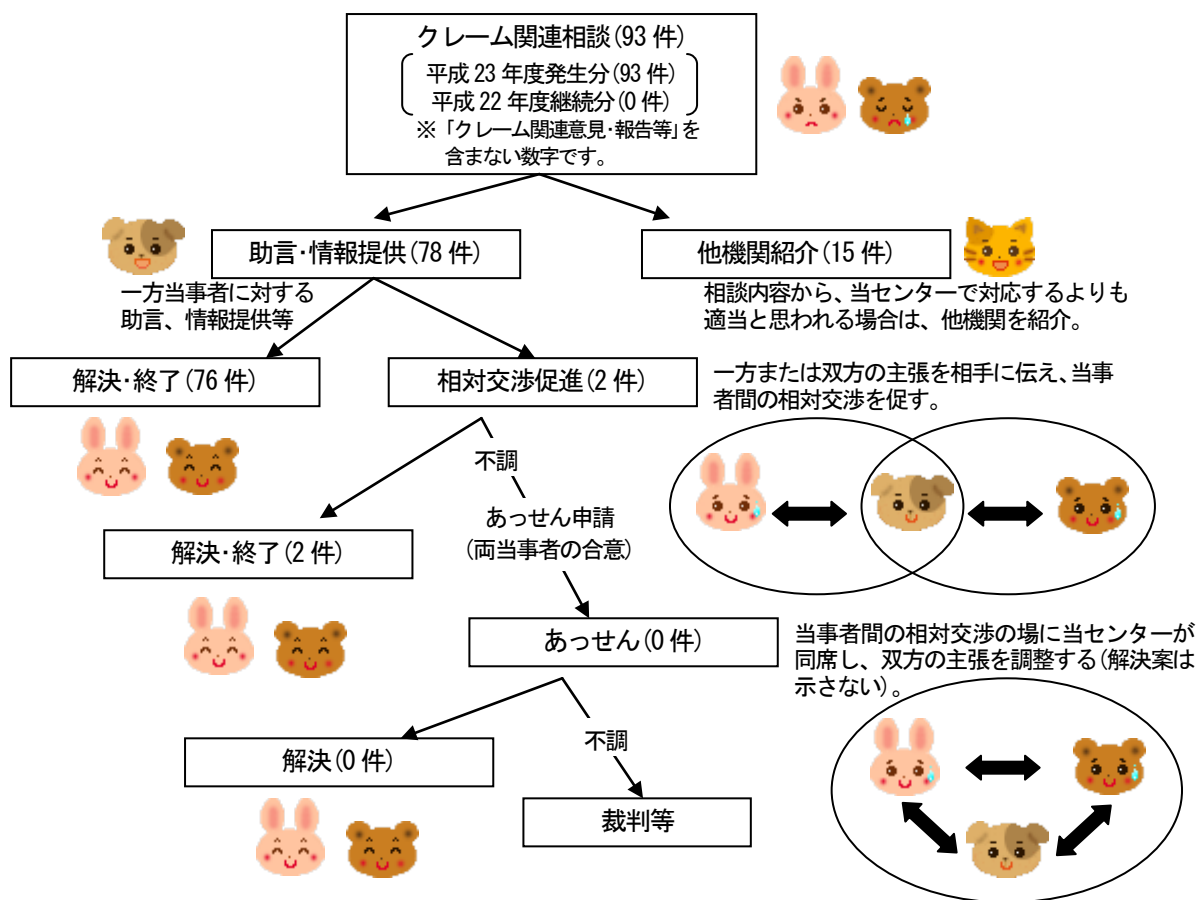 クレーム関連相談(93 件)
平成 23 年度発生分(93 件)
平成 22 年度継続分(0 件)
※「クレーム関連意見・報告等」を
含まない数字です。
助言・情報提供(78 件)
他機関紹介(15 件)
一方当事者に対する
助言、情報提供等
相談内容から、当センターで対応するよりも
適当と思われる場合は、他機関を紹介。
解決・終了(76 件)
相対交渉促進(2 件)
一方または双方の主張を相手に伝え、当事
者間の相対交渉を促す。
不調
あっせん申請
(両当事者の合意)
解決・終了(2 件)
あっせん(0 件)
当事者間の相対交渉の場に当センターが
同席し、双方の主張を調整する(解決案は
示さない)。
不調
解決(0 件)
裁判等